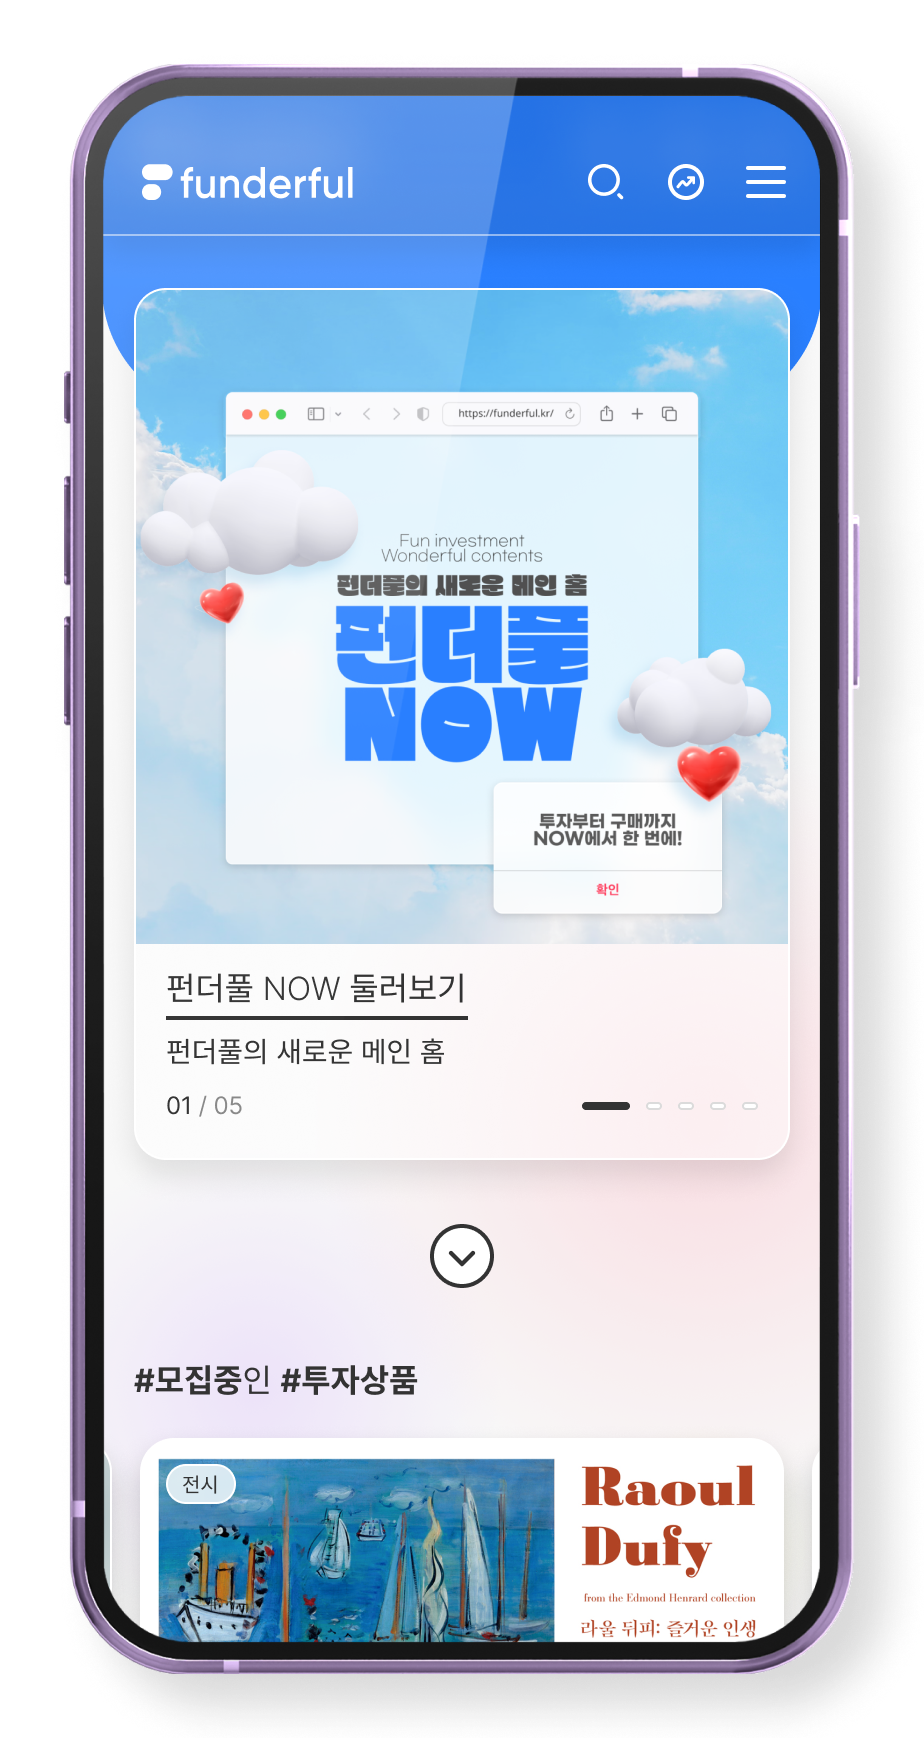 funderful
https://funderful.kr/
Fun investment
Wonderful contents
펀더풀의 새로운 메인 홈
펀더풀
NOW
투자부터 구매까지
NOW에서 한 번에!
확인
펀더풀 NOW 둘러보기
펀더풀의 새로운 메인 홈
01 / 05
#모집중인 #투자상품
전시
Raoul
Dufy
from the Edmond Henrard collection
라울 뒤피: 즐거운 인생